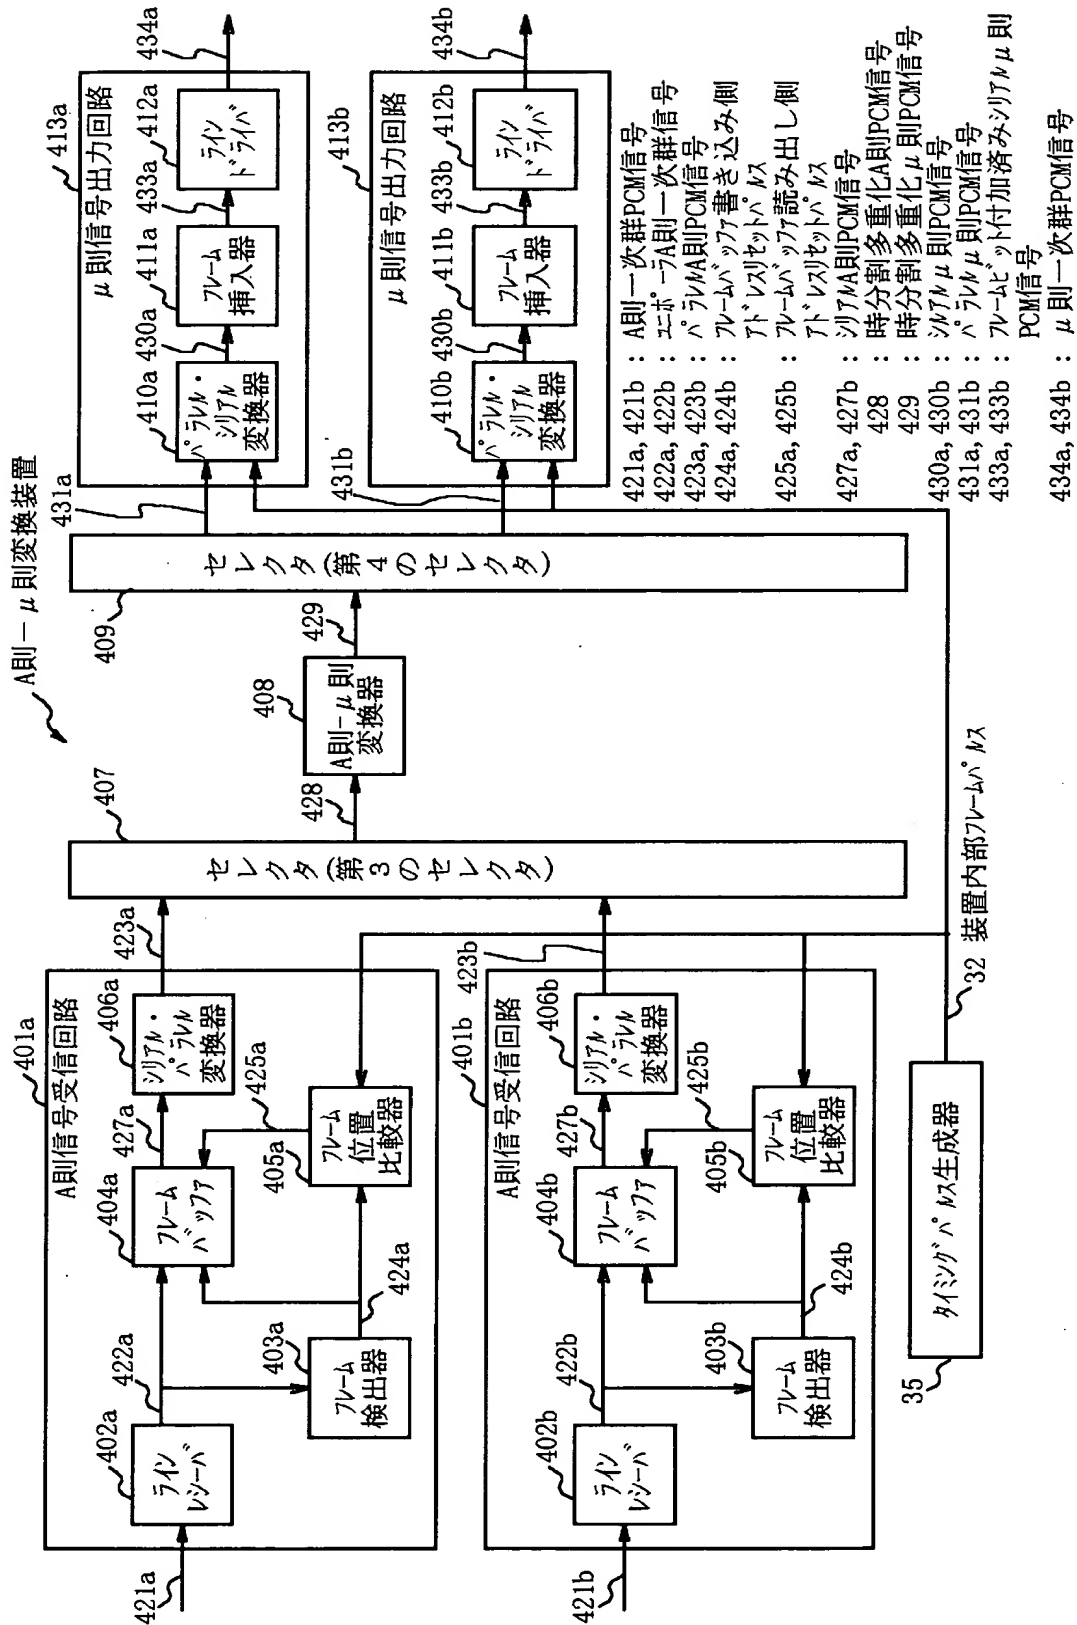 A則－μ則変換装置
401a
A則信号受信回路
421a
402a
ライン
レシーバ
422a
403a
フレーム
検出器
424a
404a
フレーム
バッファ
427a
405a
フレーム
位置
比較器
425a
406a
シリアル・
パラレル
変換器
423a
401b
A則信号受信回路
421b
402b
ライン
レシーバ
422b
403b
フレーム
検出器
424b
404b
フレーム
バッファ
427b
405b
フレーム
位置
比較器
425b
406b
シリアル・
パラレル
変換器
423b
407
セレクタ(第3のセレクタ)
428
408
A則-μ則
変換器
429
409
セレクタ(第4のセレクタ)
431a
431b
413a
μ則信号出力回路
410a
パラレル・
シリアル
変換器
430a
411a
フレーム
挿入器
433a
412a
ライン
ドライバ
434a
413b
μ則信号出力回路
410b
パラレル・
シリアル
変換器
430b
411b
フレーム
挿入器
433b
412b
ライン
ドライバ
434b
35
タイミングパルス生成器
32 装置内部フレームパルス
421a, 421b : A則一次群PCM信号
422a, 422b : ユニポーラA則一次群信号
423a, 423b : パラレルA則PCM信号
424a, 424b : フレームバッファ書き込み側
アドレスリセットパルス
425a, 425b : フレームバッファ読み出し側
アドレスリセットパルス
427a, 427b : シリアルA則PCM信号
428 : 時分割多重化A則PCM信号
429 : 時分割多重化μ則PCM信号
430a, 430b : シリアルμ則PCM信号
431a, 431b : パラレルμ則PCM信号
433a, 433b : フレームビット付加済みシリアルμ則
PCM信号
434a, 434b : μ則一次群PCM信号